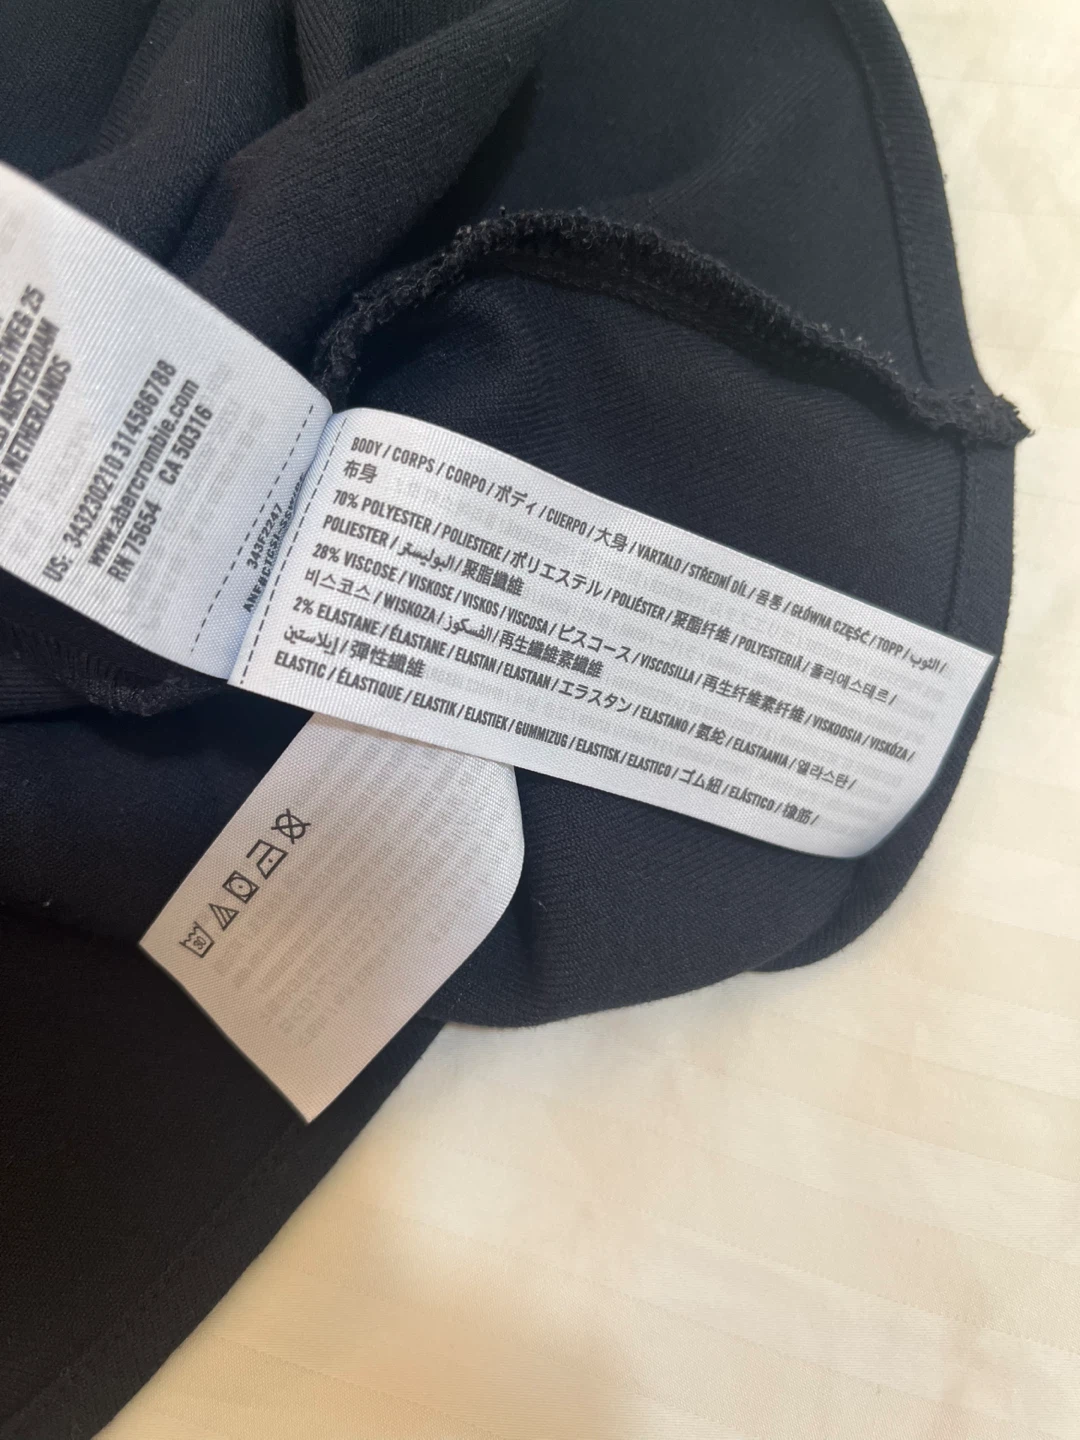 TWEG 25
AMSTERDAM
THE NETHERLANDS
US: 343230210 314586788
www.abercrombie.com
RN 75654 CA 50316
343F2247
BODY / CORPS / CORPO / ボディ / CUERPO / 大身 / VARTALO / STŘEDNÍ DÍL / 몸통 / GŁÓWNA CZĘŚĆ / TOPP / التوب /
布身
70% POLYESTER / POLIESTERE / ポリエステル / POLIÉSTER / 聚酯纤维 / POLYESTERIÄ / 폴리에스테르 /
POLIESTER / البوليستر / 聚脂纖維
28% VISCOSE / VISKOSE / VISKOS / VISCOSA / ビスコース / VISCOSILLA / 再生纤维素纤维 / VISKOOSIA / VISKÓZA /
비스코스 / WISKOZA / الفسكوز / 再生纖維素纖維
2% ELASTANE / ÉLASTANE / ELASTAN / ELASTAAN / エラスタン / ELASTANO / 氨纶 / ELASTAANIA / 엘라스탄 /
إيلاستين / 彈性纖維
ELASTIC / ÉLASTIQUE / ELASTIK / ELASTIEK / GUMMIZUG / ELASTISK / ELASTICO / ゴム紐 / ELÁSTICO / 橡筋 /
30